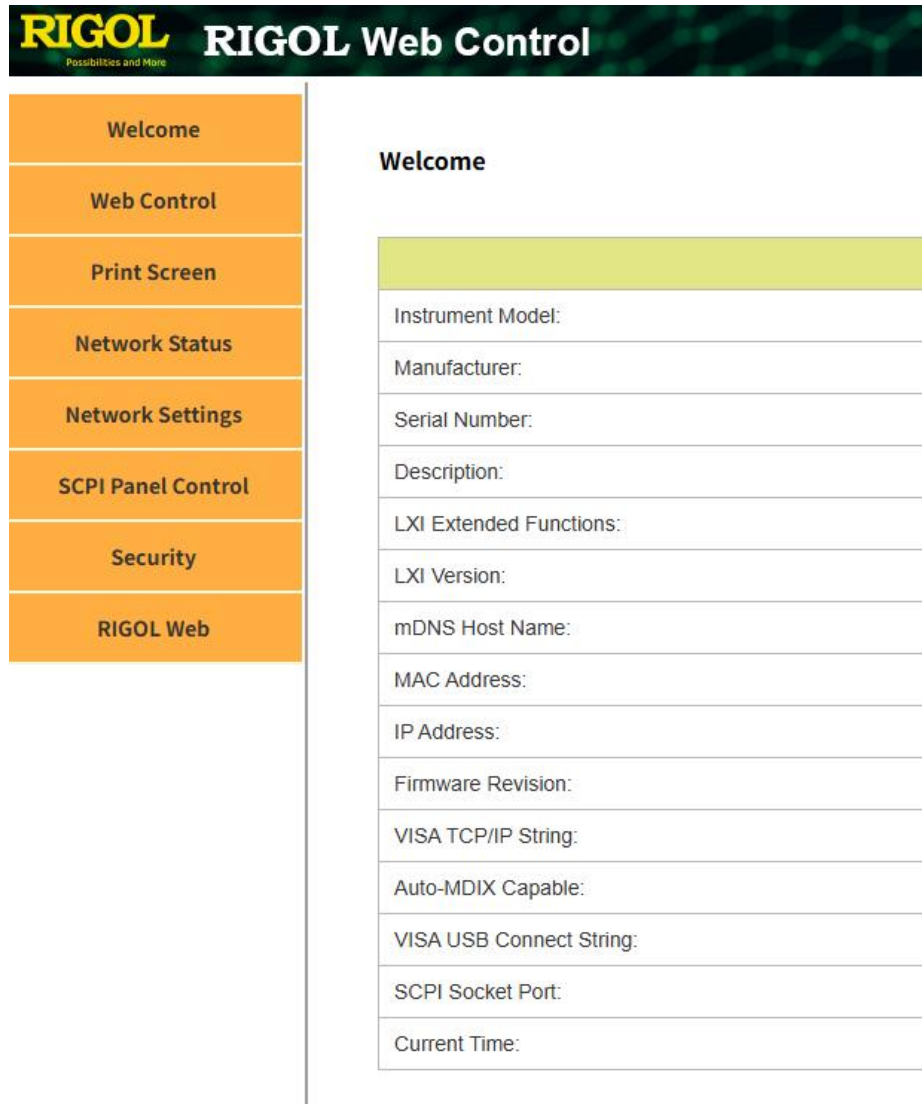 RIGOL
Possibilities and More
RIGOL Web Control
Welcome
Web Control
Print Screen
Network Status
Network Settings
SCPI Panel Control
Security
RIGOL Web
Welcome
Instrument Model:
Manufacturer:
Serial Number:
Description:
LXI Extended Functions:
LXI Version:
mDNS Host Name:
MAC Address:
IP Address:
Firmware Revision:
VISA TCP/IP String:
Auto-MDIX Capable:
VISA USB Connect String:
SCPI Socket Port:
Current Time: